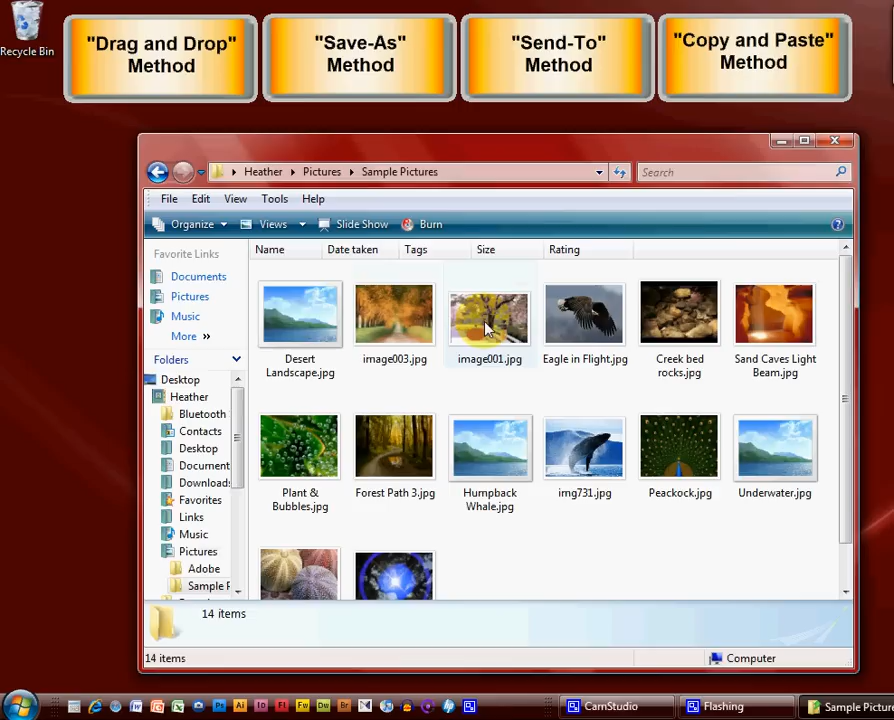 Recycle Bin
"Drag and Drop"
Method
"Save-As"
Method
"Send-To"
Method
"Copy and Paste"
Method
Heather Pictures Sample Pictures
Search
File Edit View Tools Help
Organize Views Slide Show Burn
Favorite Links
Documents
Pictures
Music
More »
Folders
Desktop
Heather
Bluetooth
Contacts
Desktop
Document
Downloads
Favorites
Links
Music
Pictures
Adobe
Sample P
Name Date taken Tags Size Rating
Desert
Landscape.jpg
image003.jpg
image001.jpg
Eagle in Flight.jpg
Creek bed
rocks.jpg
Sand Caves Light
Beam.jpg
Plant &
Bubbles.jpg
Forest Path 3.jpg
Humpback
Whale.jpg
img731.jpg
Peackock.jpg
Underwater.jpg
14 items
14 items
Computer
CamStudio
Flashing
Sample Picture